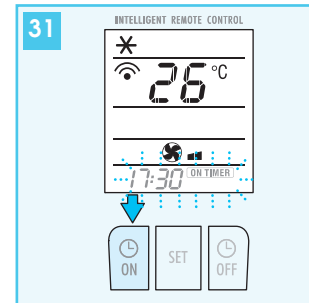 31
INTELLIGENT REMOTE CONTROL
26°C
17:30 ON TIMER
ON SET OFF